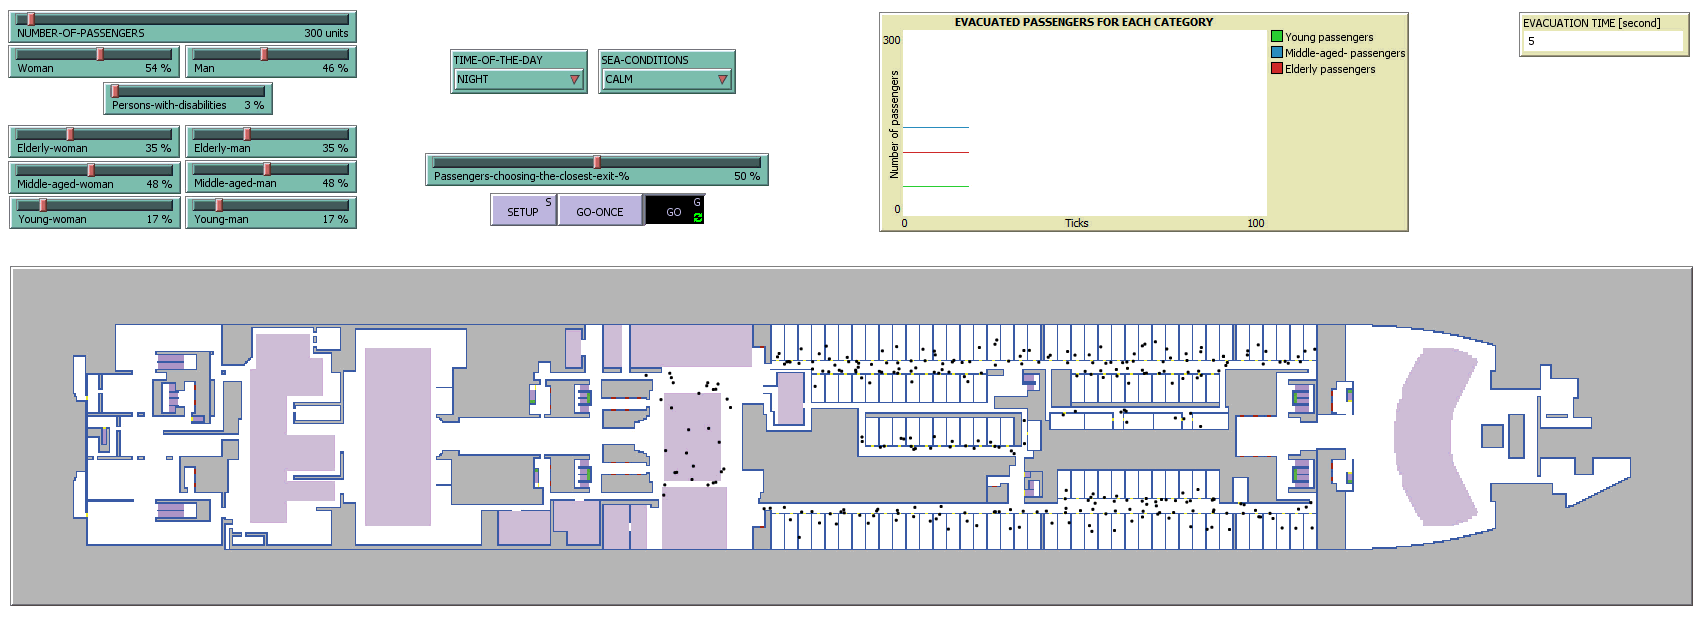 NUMBER-OF-PASSENGERS 300 units
Woman 54 %
Man 46 %
Persons-with-disabilities 3 %
Elderly-woman 35 %
Elderly-man 35 %
Middle-aged-woman 48 %
Middle-aged-man 48 %
Young-woman 17 %
Young-man 17 %
TIME-OF-THE-DAY
NIGHT
SEA-CONDITIONS
CALM
Passengers-choosing-the-closest-exit-% 50 %
SETUP S
GO-ONCE
GO G
EVACUATED PASSENGERS FOR EACH CATEGORY
300
Number of passengers
0
0 Ticks 100
Young passengers
Middle-aged- passengers
Elderly passengers
EVACUATION TIME [second]
5